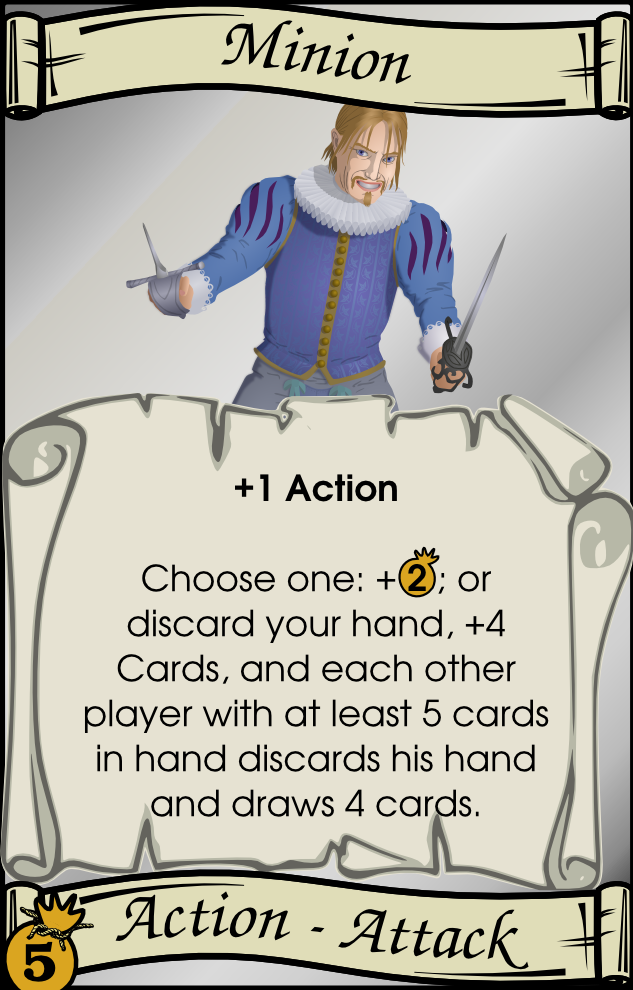 Minion
+1 Action
Choose one: +2; or
discard your hand, +4
Cards, and each other
player with at least 5 cards
in hand discards his hand
and draws 4 cards.
Action - Attack
5